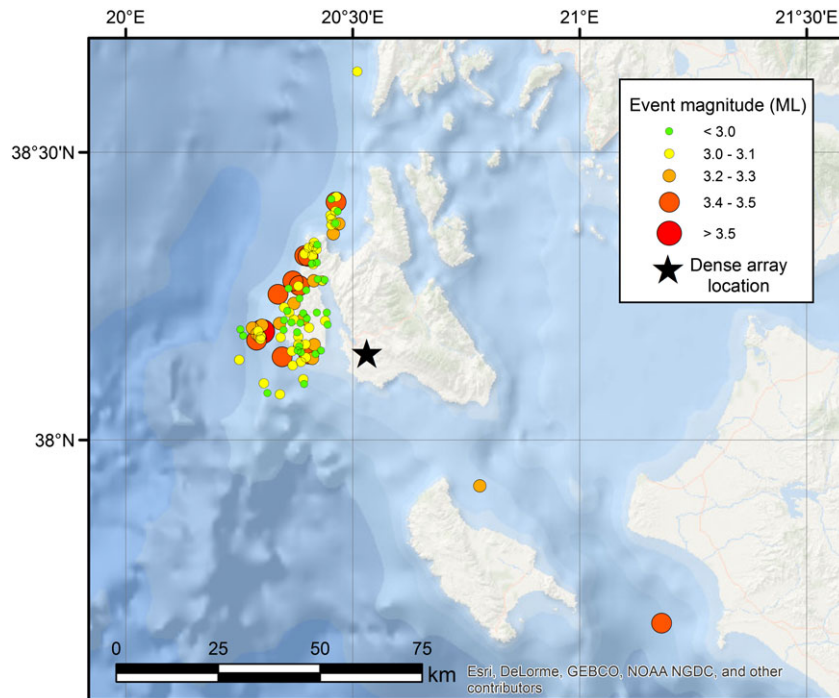 20°E
20°30'E
21°E
21°30'E
38°30'N
38°N
Event magnitude (ML)
< 3.0
3.0 - 3.1
3.2 - 3.3
3.4 - 3.5
> 3.5
Dense array
location
0
25
50
75
km
Esri, DeLorme, GEBCO, NOAA NGDC, and other
contributors